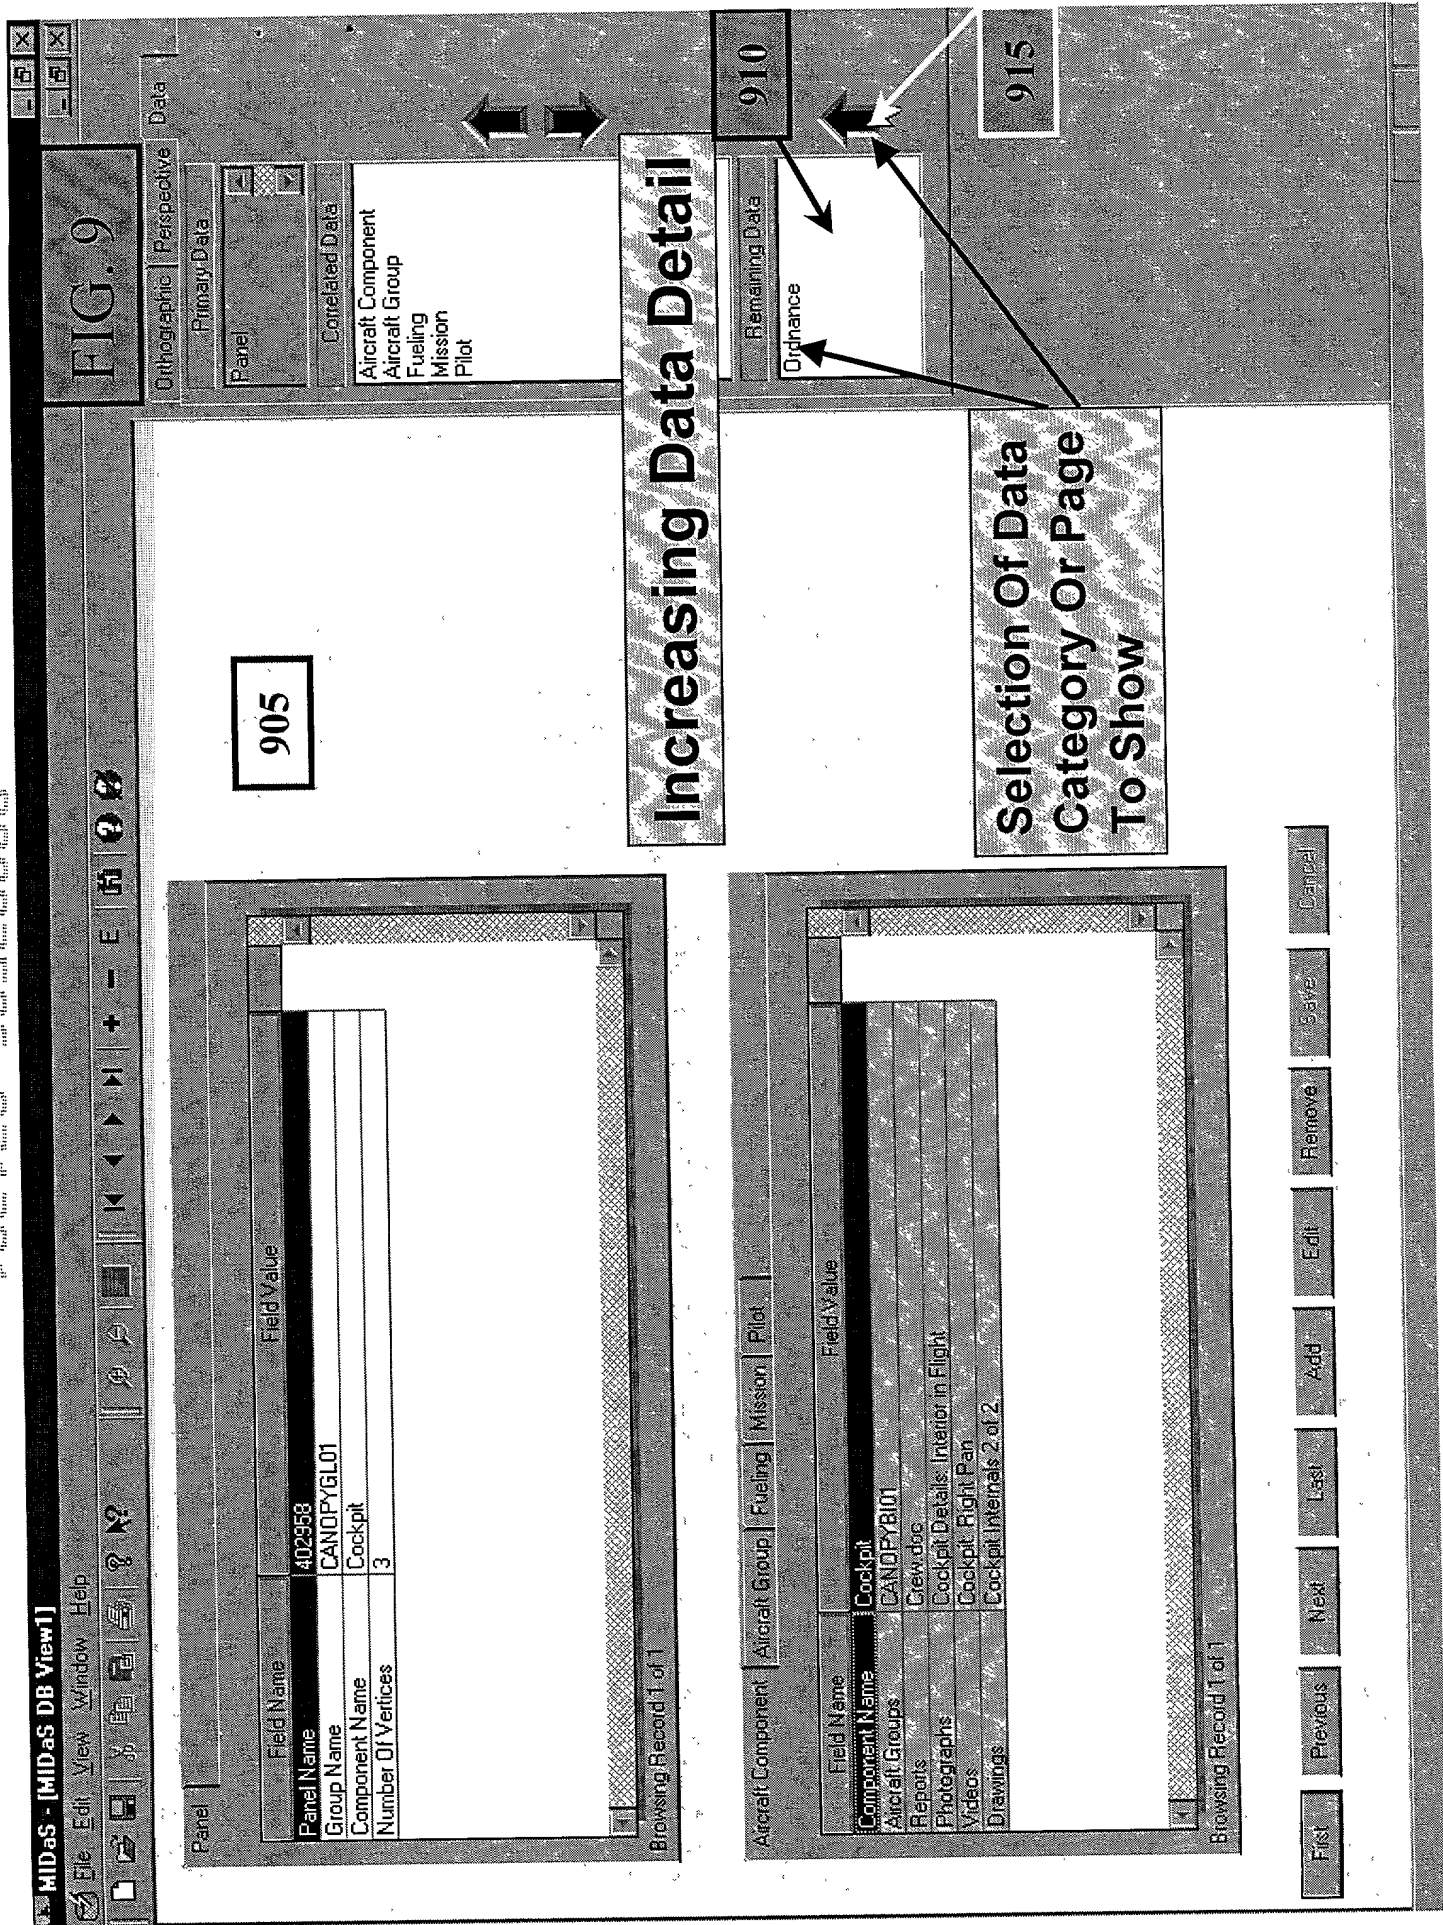 MIDaS - [MIDaS DB View1]
File Edit View Window Help
E
FIG. 9
Panel
Field Name Field Value
Panel Name 402958
Group Name CANOPYGL01
Component Name Cockpit
Number Of Vertices 3
Browsing Record 1 of 1
905
Orthographic Perspective Data
Primary Data
Panel
Correlated Data
Aircraft Component
Aircraft Group
Fueling
Mission
Pilot
Increasing Data Detail
910
Remaining Data
Ordnance
915
Aircraft Component Aircraft Group Fueling Mission Pilot
Field Name Field Value
Component Name Cockpit
Aircraft Groups CANOPYBI01
Reports Crew.doc
Photographs Cockpit Details: Interior in Flight
Videos Cockpit: Right Pan
Drawings Cockpit Internals 2 of 2
Browsing Record 1 of 1
Selection Of Data
Category Or Page
To Show
First Previous Next Last Add Edit Remove Save Cancel